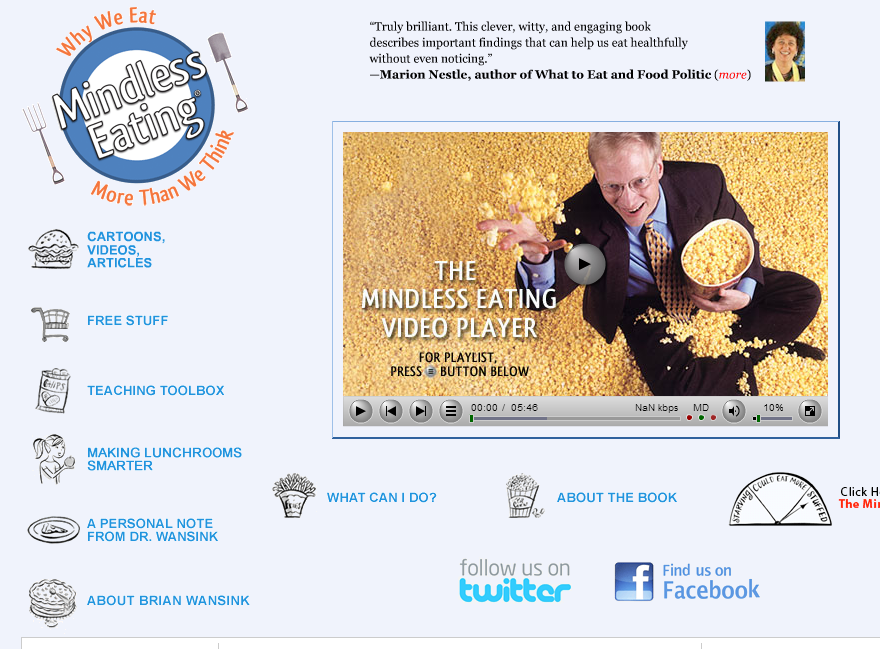 Why We Eat
Mindless
Eating®
More Than We Think
“Truly brilliant. This clever, witty, and engaging book
describes important findings that can help us eat healthfully
without even noticing.”
—Marion Nestle, author of What to Eat and Food Politic (more)
THE
MINDLESS EATING
VIDEO PLAYER
FOR PLAYLIST,
PRESS BUTTON BELOW
00:00 / 05:46 NaN kbps MD 10%
CARTOONS,
VIDEOS,
ARTICLES
FREE STUFF
CHIPS
TEACHING TOOLBOX
MAKING LUNCHROOMS
SMARTER
A PERSONAL NOTE
FROM DR. WANSINK
ABOUT BRIAN WANSINK
WHAT CAN I DO?
ABOUT THE BOOK
STARVING COULD EAT MORE STUFFED
Click H
The Mi
follow us on
twitter
Find us on
Facebook